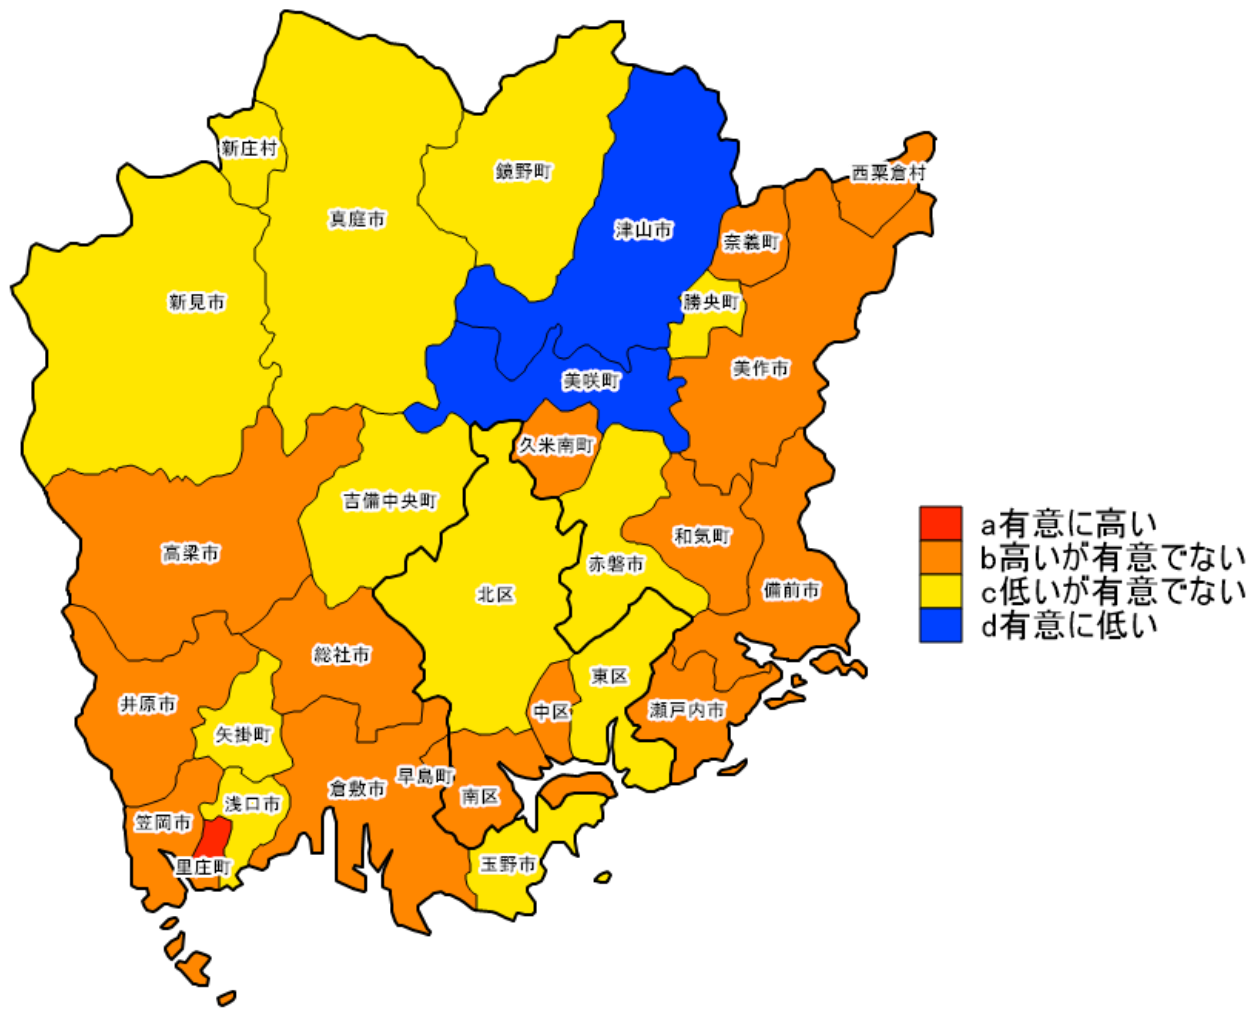 新庄村
鏡野町
西粟倉村
真庭市
津山市
奈義町
新見市
勝央町
美作市
美咲町
久米南町
吉備中央町
高梁市
和気町
赤磐市
備前市
北区
総社市
東区
井原市
中区
瀬戸内市
矢掛町
早島町
倉敷市
南区
浅口市
笠岡市
里庄町
玉野市
a有意に高い
b高いが有意でない
c低いが有意でない
d有意に低い